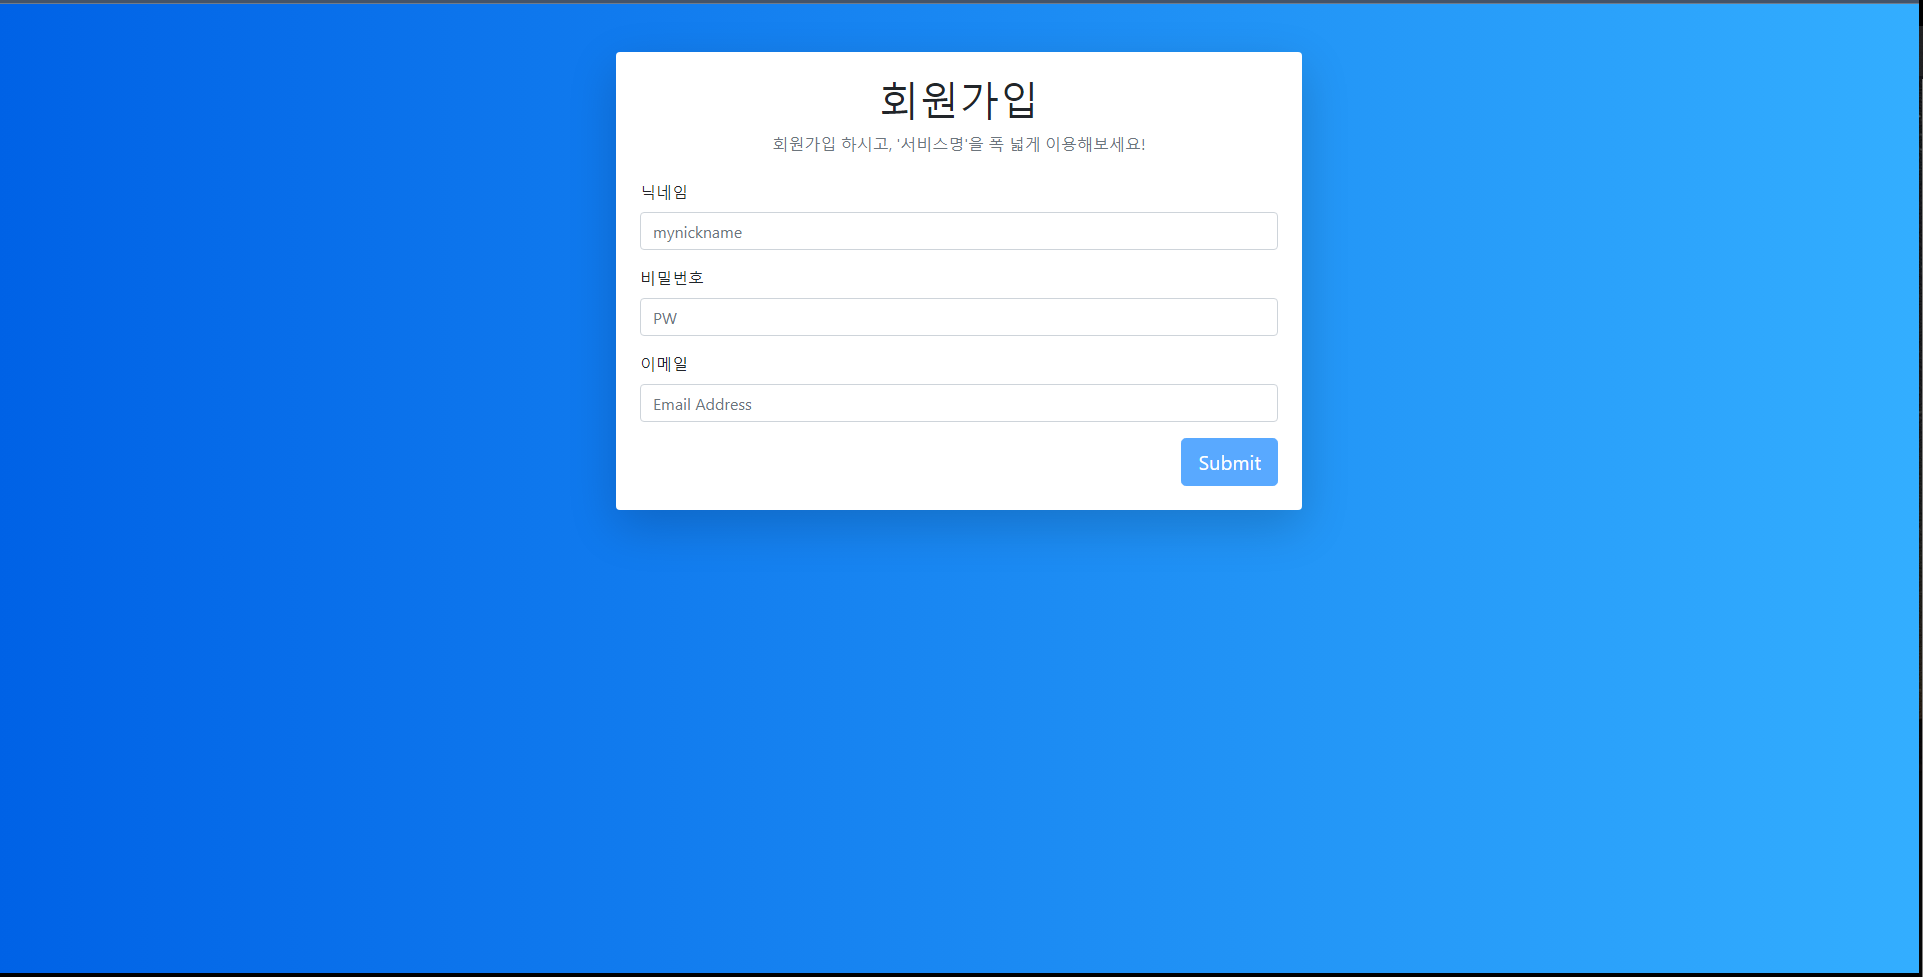 회원가입
회원가입 하시고, '서비스명'을 폭 넓게 이용해보세요!
닉네임
mynickname
비밀번호
PW
이메일
Email Address
Submit